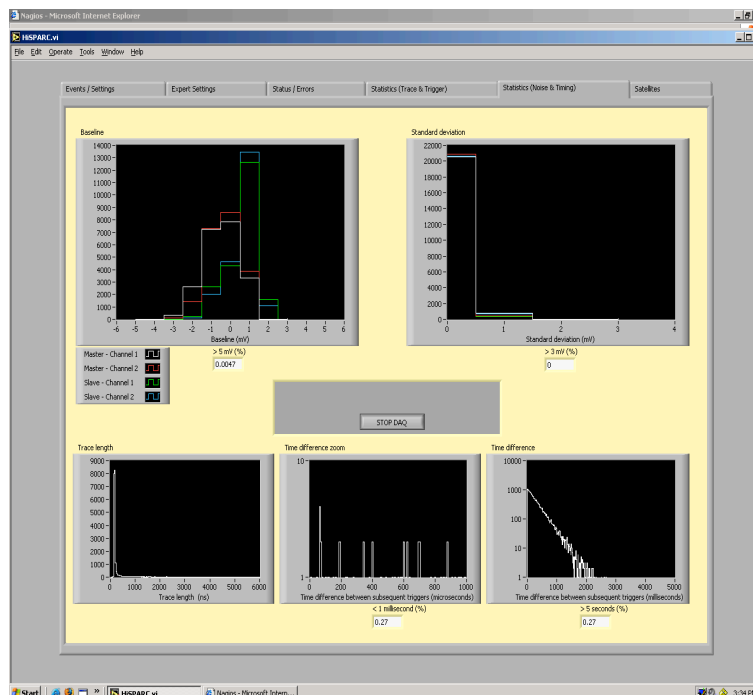 Nagios - Microsoft Internet Explorer
HiSPARC.vi
File Edit Operate Tools Window Help
Events / Settings Expert Settings Status / Errors Statistics (Trace & Trigger) Statistics (Noise & Timing) Satellites
Baseline
14000
13000
12000
11000
10000
9000
8000
7000
6000
5000
4000
3000
2000
1000
0
-6 -5 -4 -3 -2 -1 0 1 2 3 4 5 6
Baseline (mV)
> 5 mV (%)
0.0047
Master - Channel 1
Master - Channel 2
Slave - Channel 1
Slave - Channel 2
Standard deviation
22000
20000
18000
16000
14000
12000
10000
8000
6000
4000
2000
0
0 1 2 3 4
Standard deviation (mV)
> 3 mV (%)
0
STOP DAQ
Trace length
9000
8000
7000
6000
5000
4000
3000
2000
1000
0
0 1000 2000 3000 4000 5000 6000
Trace length (ns)
Time difference zoom
10
1
0 200 400 600 800 1000
Time difference between subsequent triggers (microseconds)
< 1 millisecond (%)
0.27
Time difference
10000
1000
100
10
1
0 1000 2000 3000 4000 5000
Time difference between subsequent triggers (milliseconds)
> 5 seconds (%)
0.27
Start » HiSPARC.vi Nagios - Microsoft Intern... 3:34 PM